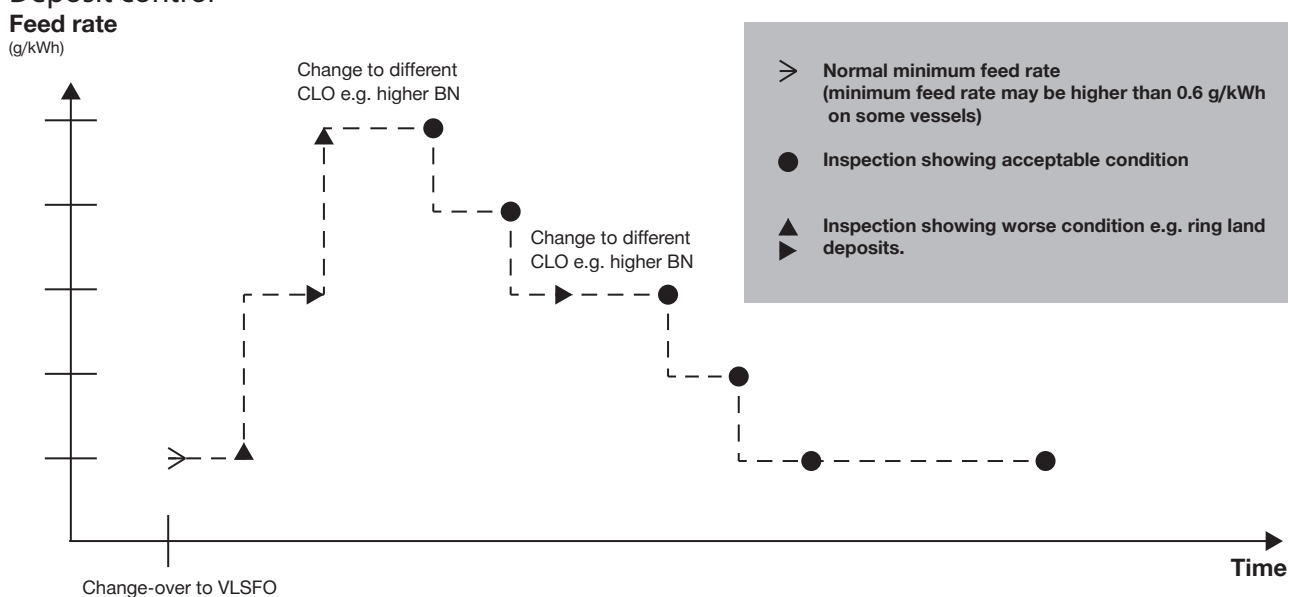 Deposit control
Feed rate
(g/kWh)
Change to different
CLO e.g. higher BN
Change to different
CLO e.g. higher BN
Normal minimum feed rate
(minimum feed rate may be higher than 0.6 g/kWh
on some vessels)
Inspection showing acceptable condition
Inspection showing worse condition e.g. ring land
deposits.
Time
Change-over to VLSFO